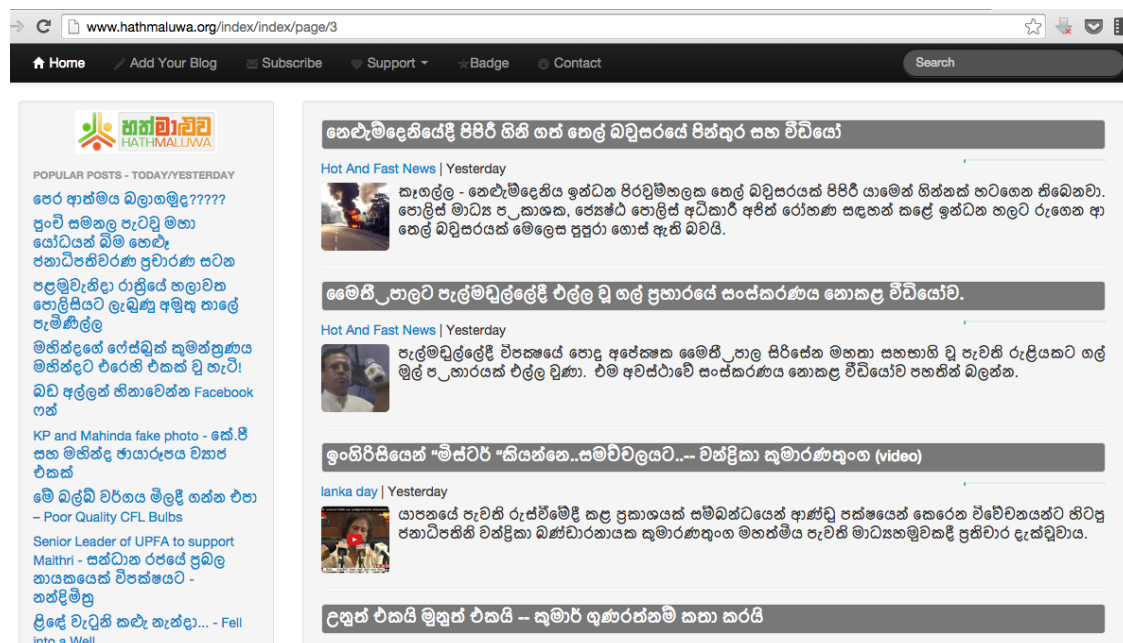 www.hathmaluwa.org/index/index/page/3
Home Add Your Blog Subscribe Support Badge Contact Search
හත්මාළුව
HATHMALUWA
POPULAR POSTS - TODAY/YESTERDAY
පෙර ආත්මය බලාගමුද?????
පුංචි සමනල පැටවු මහා
යෝධයන් බිම හෙළූ
ජනාධිපතිවරණ ප්‍රචාරණ සටන
පළමුවැනිදා රාත්‍රියේ හලාවත
පොලිසියට ලැබුණු අමුතු තාලේ
පැමිණිල්ල
මහින්දගේ ෆේස්බුක් කුමන්ත්‍රණය
මහින්දට එරෙහි එකක් වූ හැටි!
බඩ අල්ලන් හිනාවෙන්න Facebook
ෆන්
KP and Mahinda fake photo - කේ.පී
සහ මහින්ද ඡායාරූපය ව්‍යාජ
එකක්
මේ බල්බ් වර්ගය මිලදී ගන්න එපා
– Poor Quality CFL Bulbs
Senior Leader of UPFA to support
Maithri - සන්ධාන රජයේ ප්‍රබල
නායකයෙක් විපක්ෂයට -
නන්දිමිත්‍ර
ළිඳේ වැටුනි කළු නැන්දා... - Fell
into a Well
නෙළුම්දෙනියේදී පිපිරී ගිනි ගත් තෙල් බවුසරයේ පින්තුර සහ වීඩියෝ
Hot And Fast News | Yesterday
කෑගල්ල - නෙළුම්දෙනිය ඉන්ධන පිරවුම්හලක තෙල් බවුසරයක් පිපිරී යාමෙන් ගින්නක් හටගෙන තිබෙනවා.
පොලිස් මාධ්‍ය ප‍්‍රකාශක, ජ්‍යෙෂ්ඨ පොලිස් අධිකාරී අජිත් රෝහණ සඳහන් කළේ ඉන්ධන හලට රුගෙන ආ
තෙල් බවුසරයක් මෙලෙස පුපුරා ගොස් ඇති බවයි.
මෛත‍්‍රීපාලට පැල්මඩුල්ලේදී එල්ල වූ ගල් ප්‍රහාරයේ සංස්කරණය නොකළ වීඩියෝව.
Hot And Fast News | Yesterday
පැල්මඩුල්ලේදී විපක්‍ෂයේ පොදු අපේක්‍ෂක මෛත‍්‍රීපාල සිරිසේන මහතා සහභාගි වූ පැවති රැළියකට ගල්
මුල් ප‍්‍රහාරයක් එල්ල වුණා. එම අවස්ථාවේ සංස්කරණය නොකළ වීඩියෝව පහතින් බලන්න.
ඉංගිරිසියෙන් “මිස්ටර් “කියන්නෙ..සමච්චලයට..-- චන්ද්‍රිකා කුමාරණතුංග (video)
lanka day | Yesterday
යාපනයේ පැවති රුස්වීමේදී කළ ප්‍රකාශයක් සම්බන්ධයෙන් ආණ්ඩු පක්ෂයෙන් කෙරෙන විවේචනයන්ට හිටපු
ජනාධිපතිනි චන්ද්‍රිකා බණ්ඩාරනායක කුමාරණතුංග මහත්මිය පැවති මාධ්‍යහමුවකදී ප්‍රතිචාර දැක්වූවාය.
උනුත් එකයි මුනුත් එකයි -- කුමාර් ගුණරත්නම් කතා කරයි